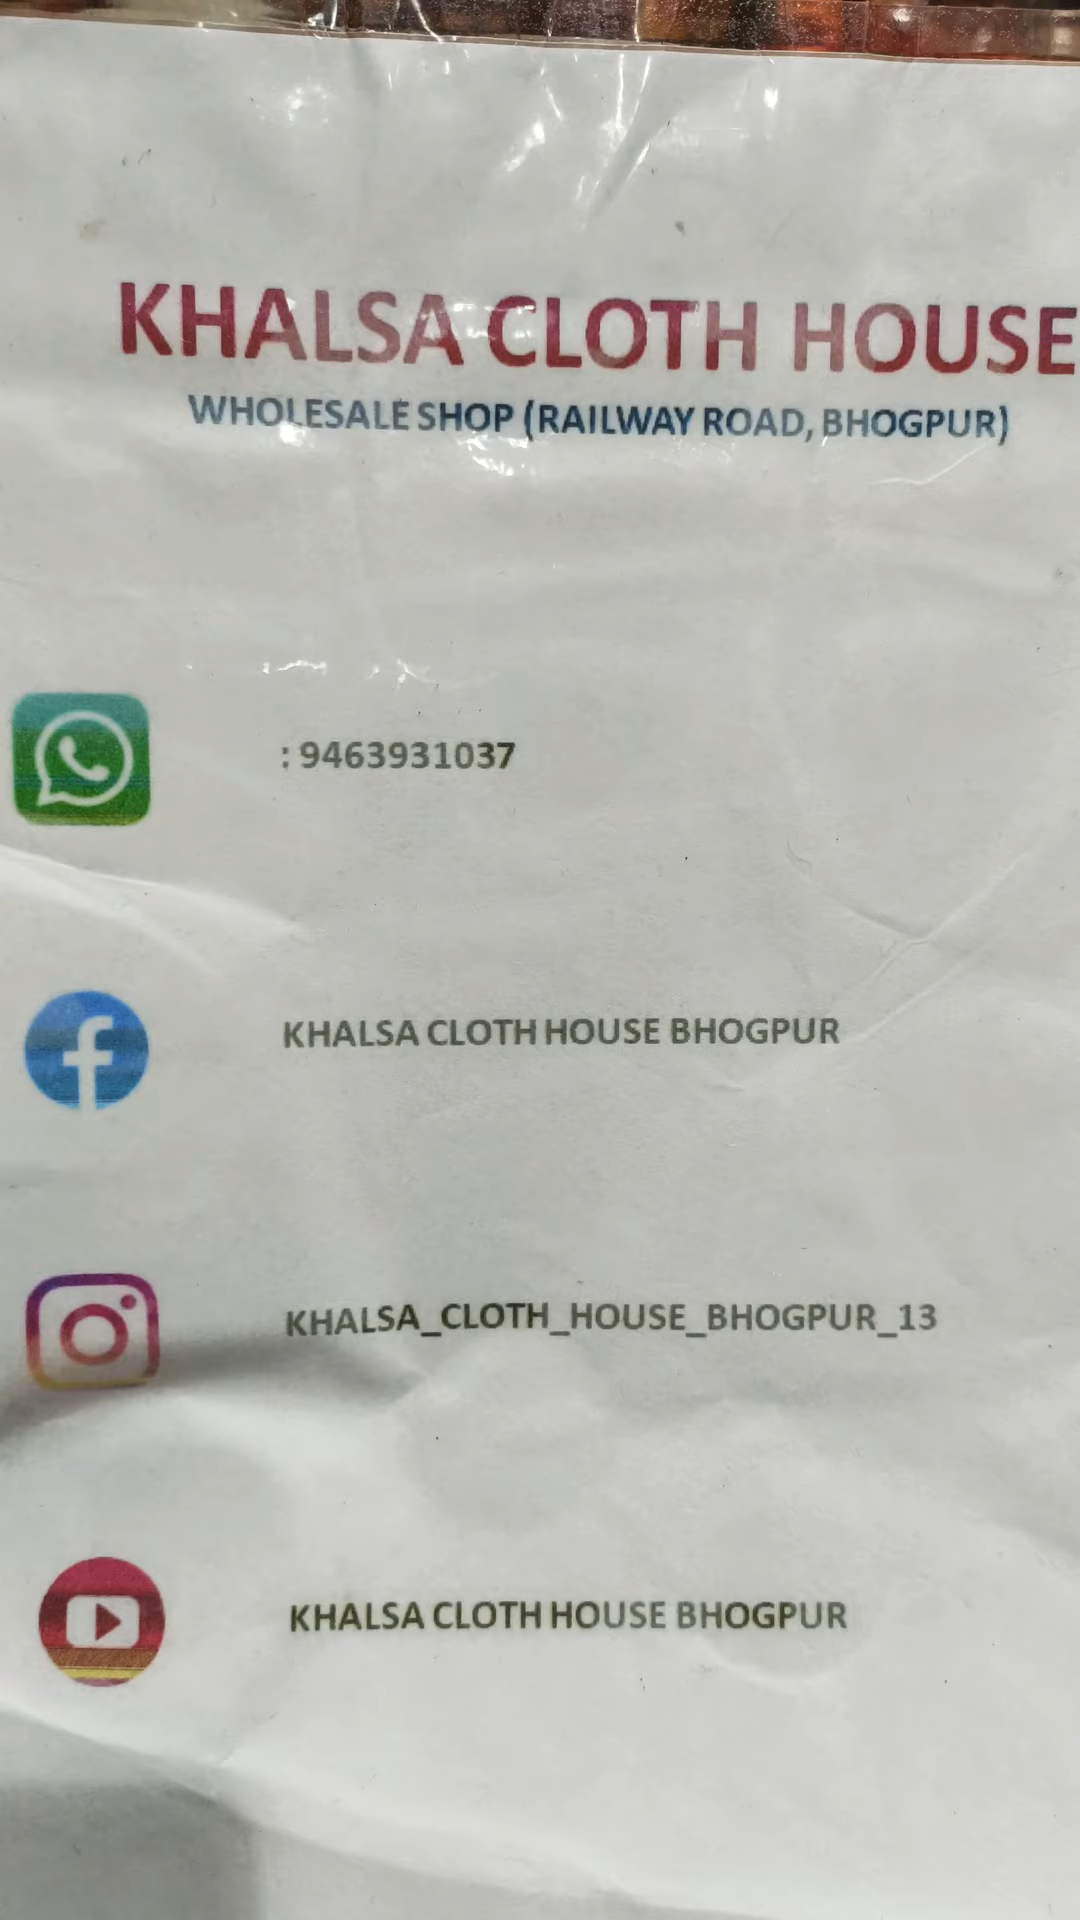 KHALSA CLOTH HOUSE
WHOLESALE SHOP (RAILWAY ROAD, BHOGPUR)
: 9463931037
KHALSA CLOTH HOUSE BHOGPUR
KHALSA_CLOTH_HOUSE_BHOGPUR_13
KHALSA CLOTH HOUSE BHOGPUR